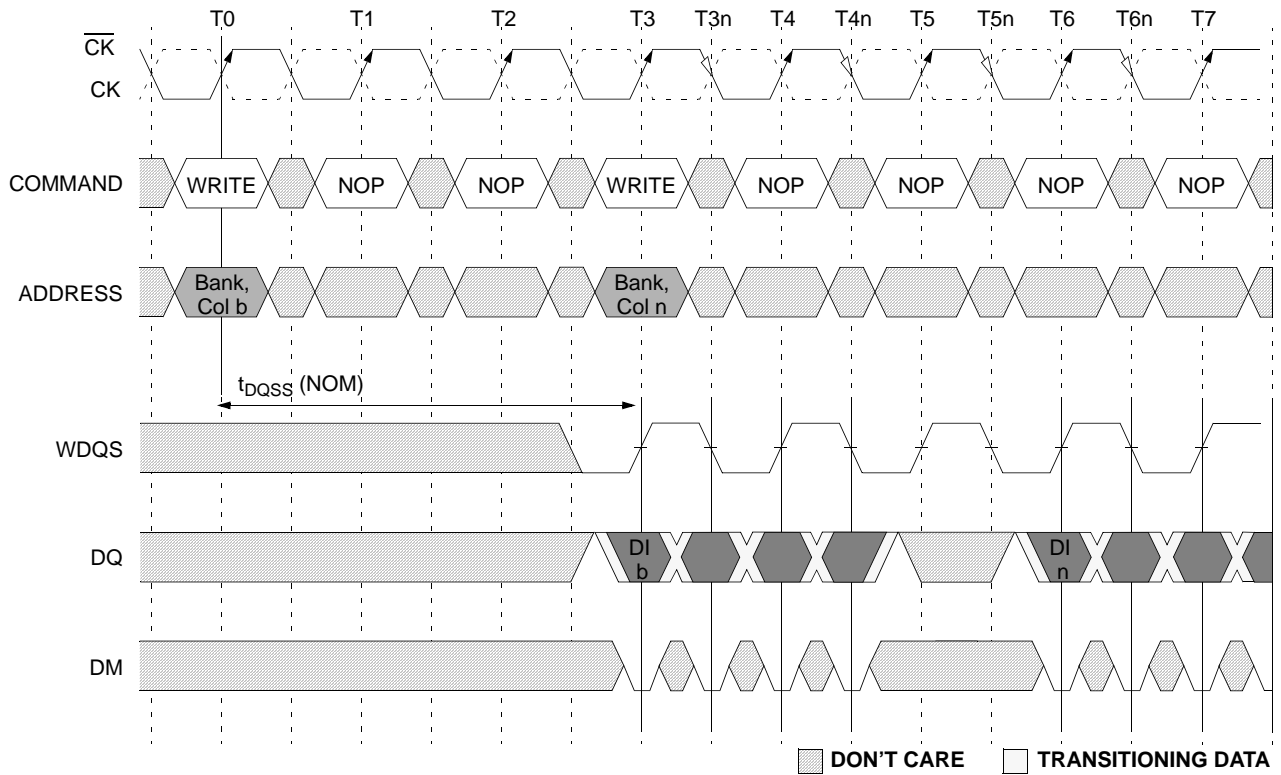 T0 T1 T2 T3 T3n T4 T4n T5 T5n T6 T6n T7
CK
CK
COMMAND WRITE NOP NOP WRITE NOP NOP NOP NOP
ADDRESS Bank, Col b Bank, Col n
tDQSS (NOM)
WDQS
DQ DI b DI n
DM
DON'T CARE TRANSITIONING DATA